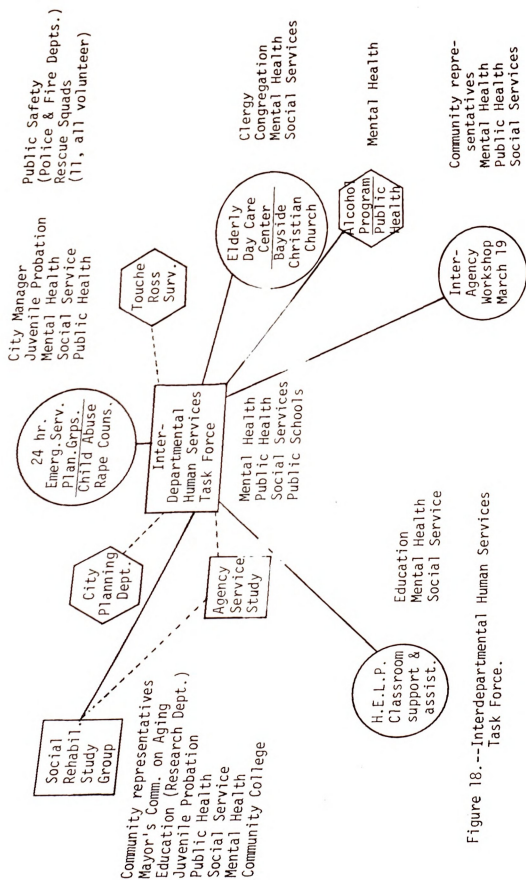 Public Safety
(Police & Fire Depts.)
Rescue Squads
(11, all volunteer)
City Manager
Juvenile Probation
Mental Health
Social Service
Public Health
24 hr.
Emerg.Serv.
Plan.Grps.
Child Abuse
Rape Couns.
Touche
Ross
Surv.
Clergy
Congregation
Mental Health
Social Services
Elderly
Day Care
Center
Bayside
Christian
Church
Mental Health
Alcohol
Program
Public
Health
Community repre-
sentatives
Mental Health
Public Health
Social Services
Inter-
Agency
Workshop
March 19
Inter-
Departmental
Human Services
Task Force
Mental Health
Public Health
Social Services
Public Schools
City
Planning
Dept.
Agency
Service
Study
Social
Rehabil.
Study
Group
Community representatives
Mayor's Comm. on Aging
Education (Research Dept.)
Juvenile Probation
Public Health
Social Service
Mental Health
Community College
Education
Mental Health
Social Service
H.E.L.P.
Classroom
support &
assist.
Figure 18.--Interdepartmental Human Services
Task Force.